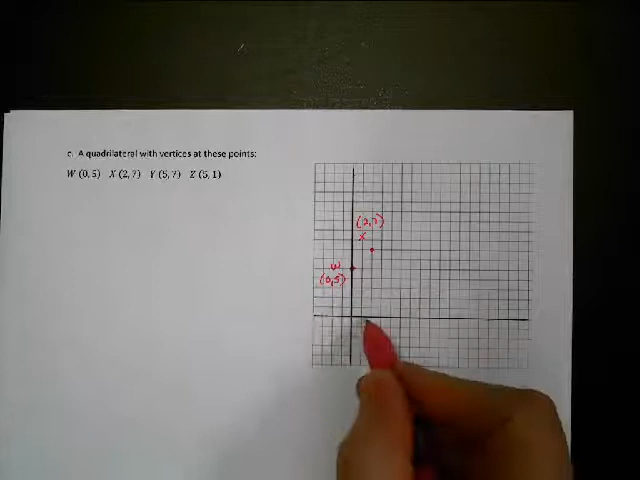 c. A quadrilateral with vertices at these points:
W (0, 5) X (2, 7) Y (5, 7) Z (5, 1)
(2,7)
X
W
(0,5)